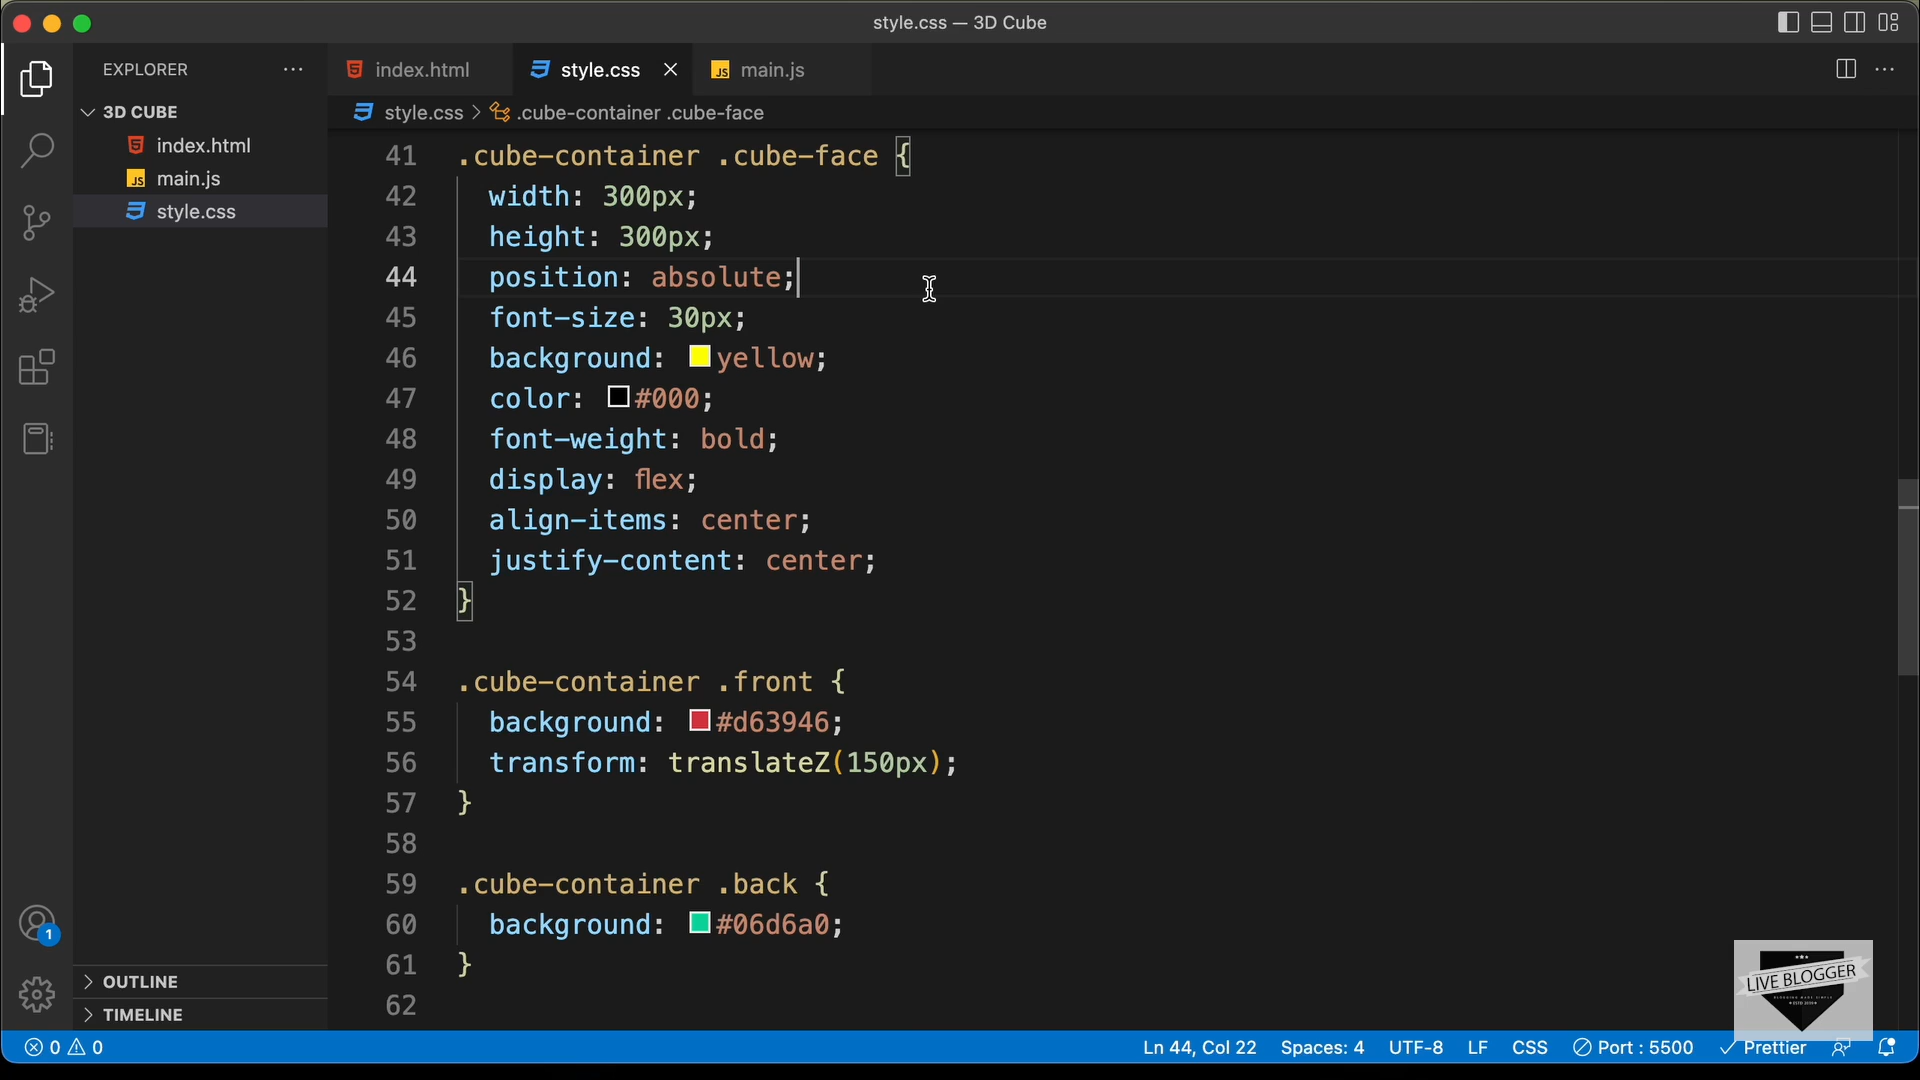 style.css — 3D Cube
EXPLORER
index.html
style.css
main.js
3D CUBE
style.css > .cube-container .cube-face
index.html
main.js
style.css
41 .cube-container .cube-face {
42 width: 300px;
43 height: 300px;
44 position: absolute;
45 font-size: 30px;
46 background: yellow;
47 color: #000;
48 font-weight: bold;
49 display: flex;
50 align-items: center;
51 justify-content: center;
52 }
53
54 .cube-container .front {
55 background: #d63946;
56 transform: translateZ(150px);
57 }
58
59 .cube-container .back {
60 background: #06d6a0;
61 }
62
1
OUTLINE
TIMELINE
LIVE BLOGGER
0 0
Ln 44, Col 22
Spaces: 4
UTF-8
LF
CSS
Port : 5500
Prettier